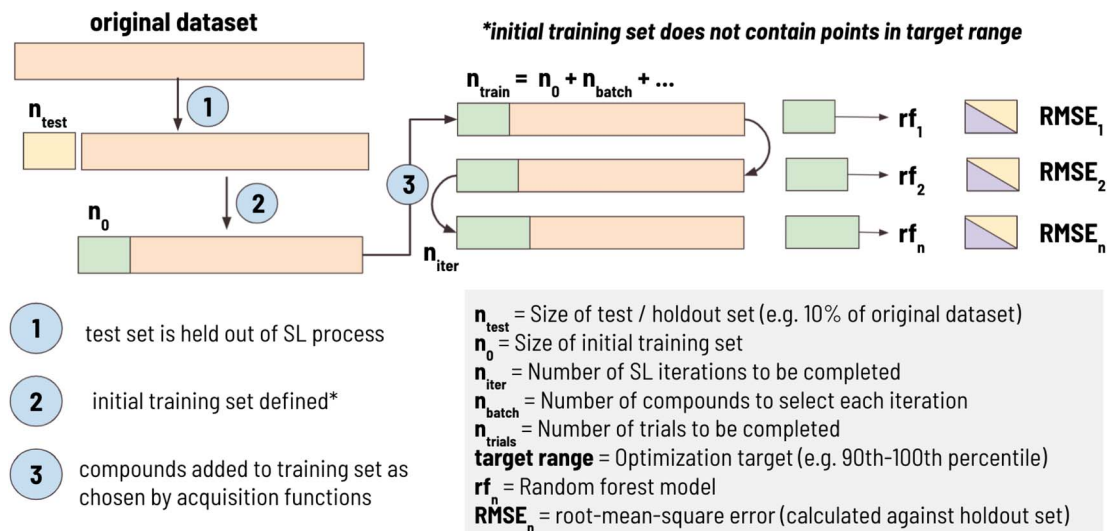 original dataset
*initial training set does not contain points in target range
n_train = n_0 + n_batch + ...
1
n_test
rf_1
RMSE_1
3
rf_2
RMSE_2
2
n_0
rf_n
RMSE_n
n_iter
1
test set is held out of SL process
2
initial training set defined*
3
compounds added to training set as
chosen by acquisition functions
n_test = Size of test / holdout set (e.g. 10% of original dataset)
n_0 = Size of initial training set
n_iter = Number of SL iterations to be completed
n_batch = Number of compounds to select each iteration
n_trials = Number of trials to be completed
target range = Optimization target (e.g. 90th-100th percentile)
rf_n = Random forest model
RMSE_n = root-mean-square error (calculated against holdout set)